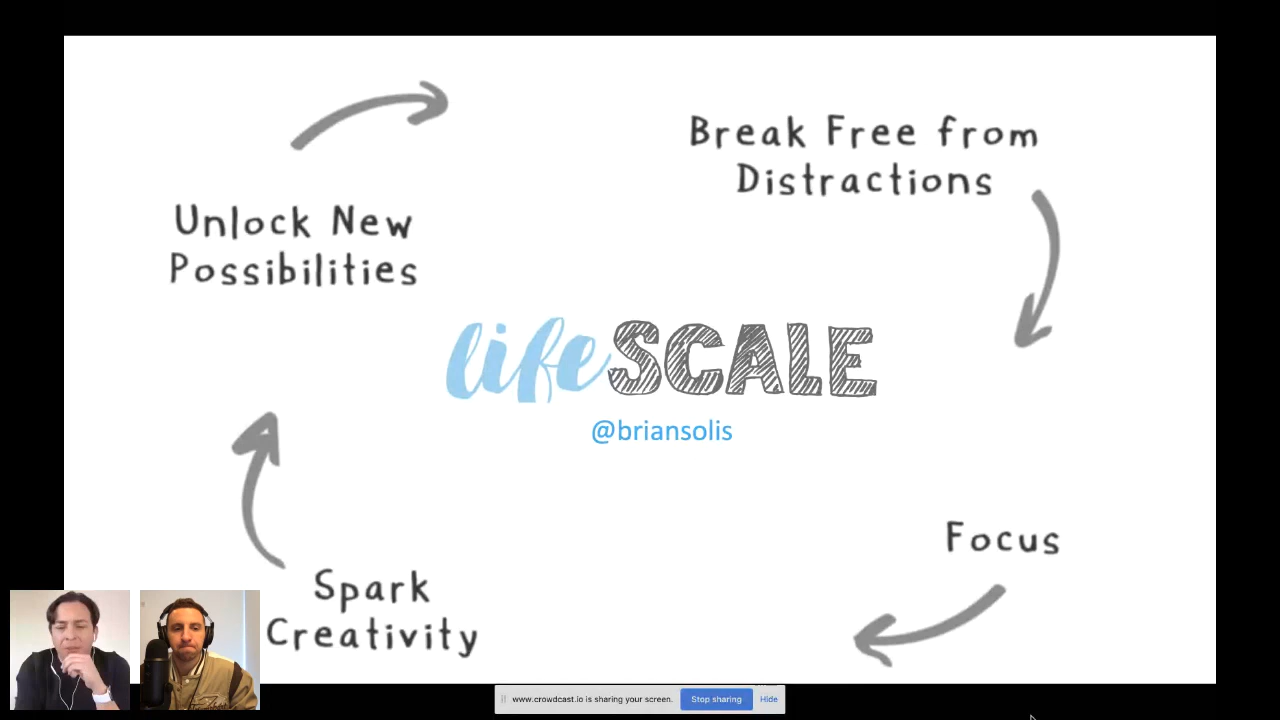 Break Free from
Distractions
Unlock New
Possibilities
lifeSCALE
@briansolis
Focus
Spark
Creativity
www.crowdcast.io is sharing your screen.
Stop sharing
Hide